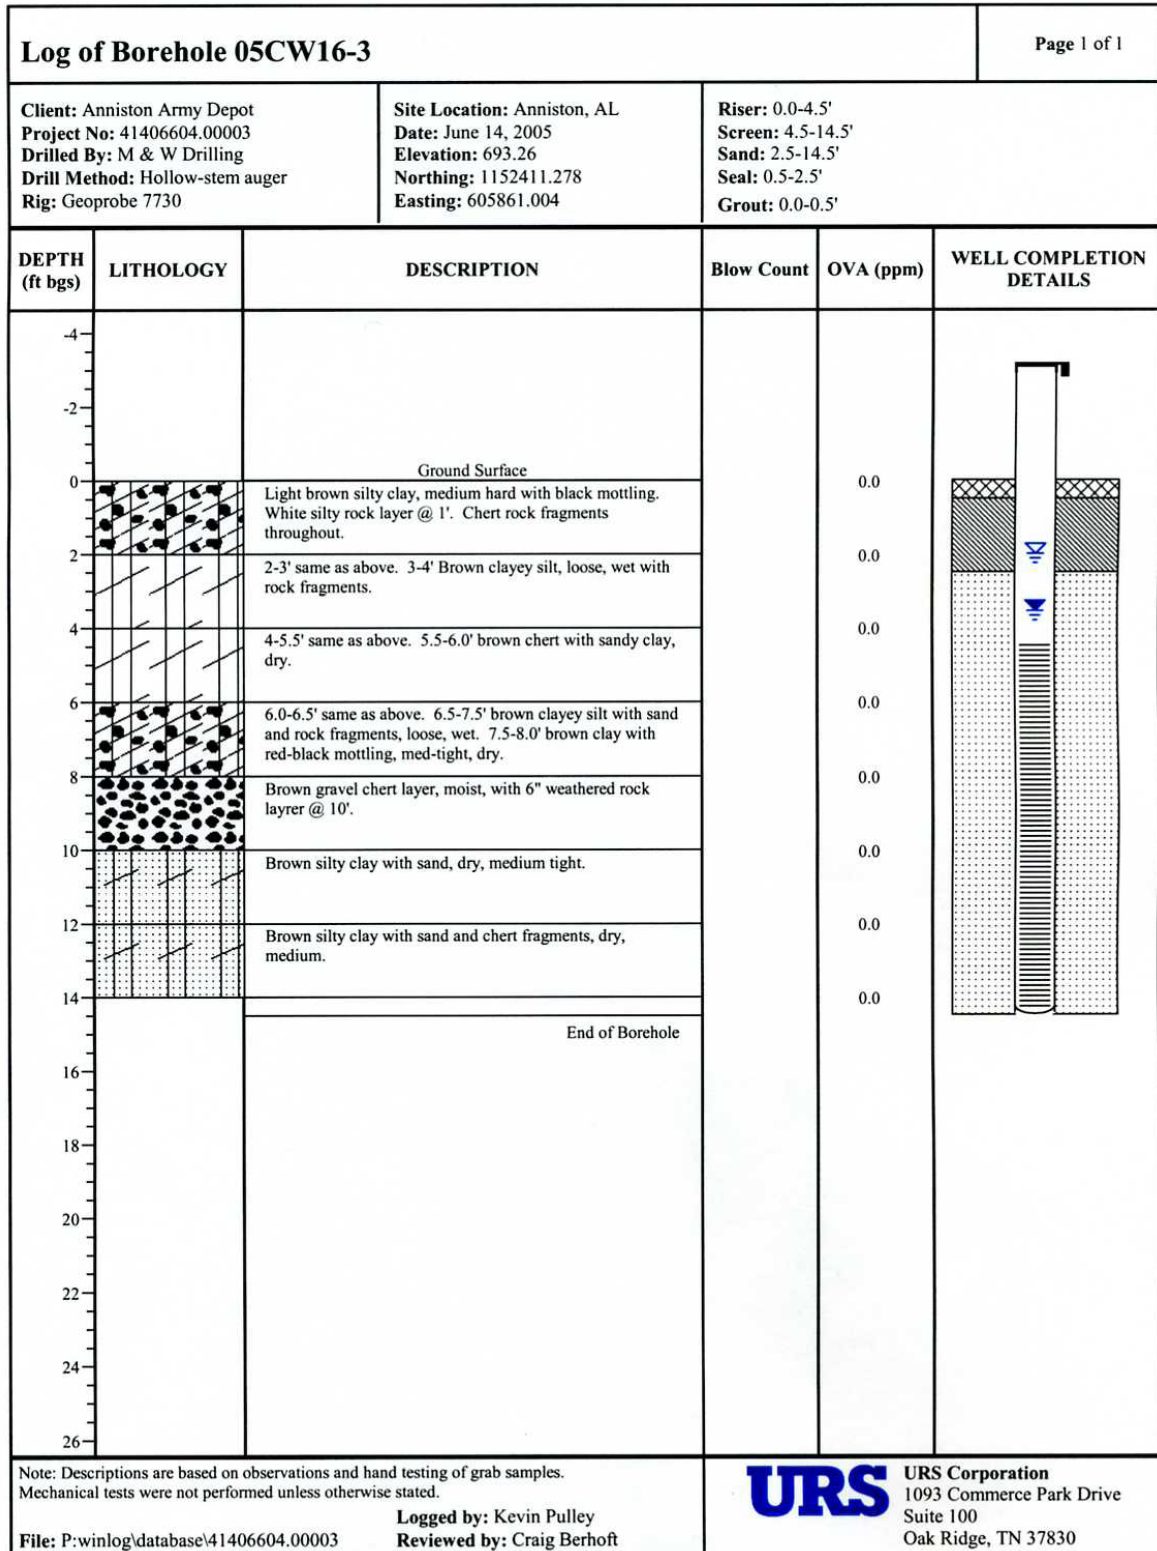 Log of Borehole 05CW16-3
Page 1 of 1
Client: Anniston Army Depot
Project No: 41406604.00003
Drilled By: M & W Drilling
Drill Method: Hollow-stem auger
Rig: Geoprobe 7730
Site Location: Anniston, AL
Date: June 14, 2005
Elevation: 693.26
Northing: 1152411.278
Easting: 605861.004
Riser: 0.0-4.5'
Screen: 4.5-14.5'
Sand: 2.5-14.5'
Seal: 0.5-2.5'
Grout: 0.0-0.5'
DEPTH
(ft bgs)
LITHOLOGY
DESCRIPTION
Blow Count
OVA (ppm)
WELL COMPLETION
DETAILS
-4
-2
Ground Surface
0
Light brown silty clay, medium hard with black mottling.
White silty rock layer @ 1'. Chert rock fragments
throughout.
0.0
2
2-3' same as above. 3-4' Brown clayey silt, loose, wet with
rock fragments.
0.0
4
4-5.5' same as above. 5.5-6.0' brown chert with sandy clay,
dry.
0.0
6
6.0-6.5' same as above. 6.5-7.5' brown clayey silt with sand
and rock fragments, loose, wet. 7.5-8.0' brown clay with
red-black mottling, med-tight, dry.
0.0
8
Brown gravel chert layer, moist, with 6" weathered rock
layrer @ 10'.
0.0
10
Brown silty clay with sand, dry, medium tight.
0.0
12
Brown silty clay with sand and chert fragments, dry,
medium.
0.0
14
0.0
End of Borehole
16
18
20
22
24
26
Note: Descriptions are based on observations and hand testing of grab samples.
Mechanical tests were not performed unless otherwise stated.
Logged by: Kevin Pulley
File: P:winlog\database\41406604.00003
Reviewed by: Craig Berhoft
URS
URS Corporation
1093 Commerce Park Drive
Suite 100
Oak Ridge, TN 37830